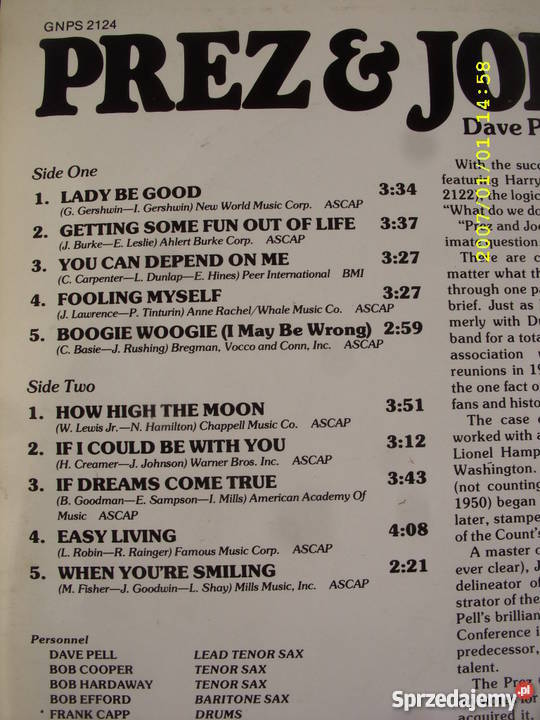 GNPS 2124
PREZ & JO
Dave P
Side One
1. LADY BE GOOD 3:34
(G. Gershwin—I. Gershwin) New World Music Corp. ASCAP
2. GETTING SOME FUN OUT OF LIFE 3:37
(J. Burke—E. Leslie) Ahlert Burke Corp. ASCAP
3. YOU CAN DEPEND ON ME 3:27
(C. Carpenter—L. Dunlap—E. Hines) Peer International BMI
4. FOOLING MYSELF 3:27
(J. Lawrence—P. Tinturin) Anne Rachel/Whale Music Co. ASCAP
5. BOOGIE WOOGIE (I May Be Wrong) 2:59
(C. Basie—J. Rushing) Bregman, Vocco and Conn, Inc. ASCAP
Side Two
1. HOW HIGH THE MOON 3:51
(W. Lewis Jr.—N. Hamilton) Chappell Music Co. ASCAP
2. IF I COULD BE WITH YOU 3:12
(H. Creamer—J. Johnson) Warner Bros. Inc. ASCAP
3. IF DREAMS COME TRUE 3:43
(B. Goodman—E. Sampson—I. Mills) American Academy Of
Music ASCAP
4. EASY LIVING 4:08
(L. Robin—R. Rainger) Famous Music Corp. ASCAP
5. WHEN YOU'RE SMILING 2:21
(M. Fisher—J. Goodwin—L. Shay) Mills Music, Inc. ASCAP
Personnel
DAVE PELL LEAD TENOR SAX
BOB COOPER TENOR SAX
BOB HARDAWAY TENOR SAX
BOB EFFORD BARITONE SAX
* FRANK CAPP DRUMS
With the succ
featuring Harry
2122), the logic
"What do we do
"Prez and Joe
imate question
There are c
matter what th
through one pa
brief. Just as
merly with Du
band for a tota
association
reunions in 19
the one fact o
fans and histo
The case o
worked with a
Lionel Hamp
Washington.
(not counting
1950) began
later, stampe
of the Count's
A master o
ever clear), J
delineator of
strator of the
Pell's brillian
Conference i
predecessor,
talent.
The Prez
for
acquired it.
2007/01/01 14:58
Sprzedajemy.pl